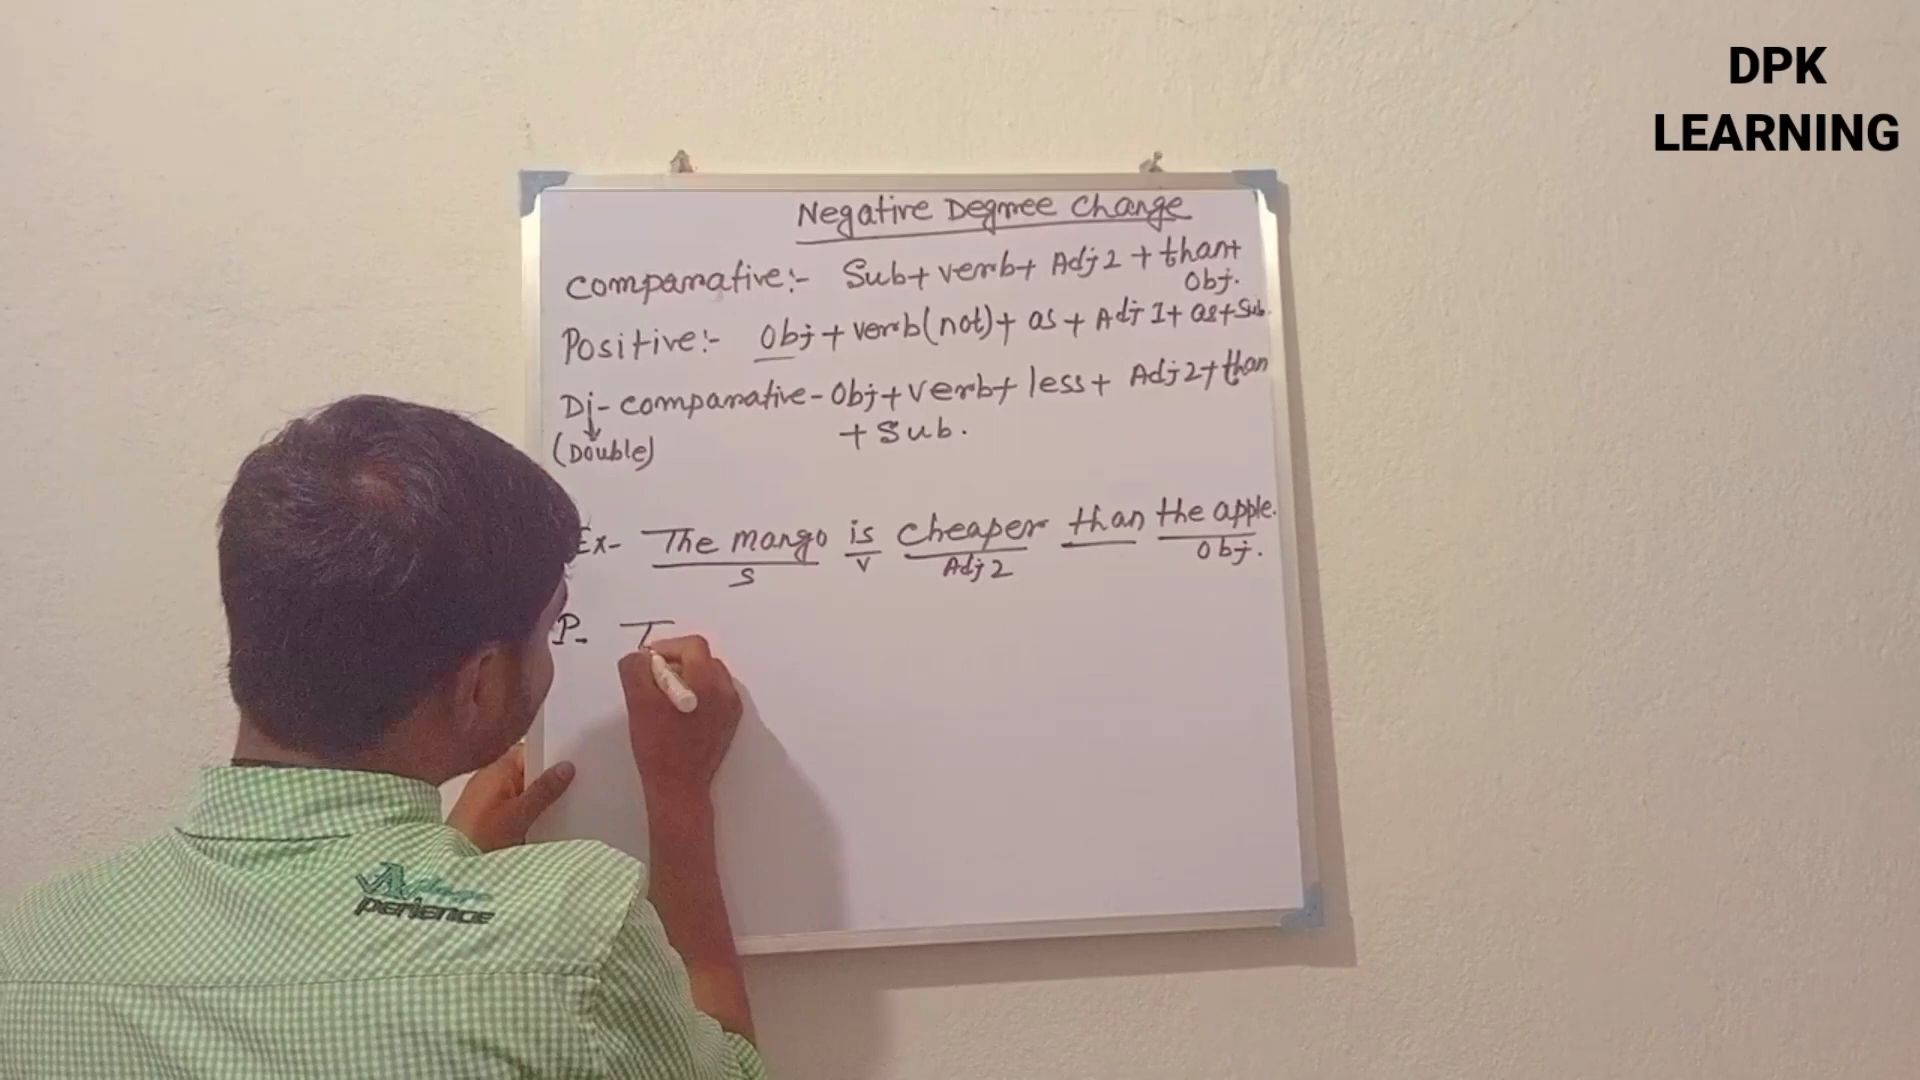 DPK
LEARNING
Negative Degree Change
Comparative:- Sub + verb + Adj 2 + than +
Obj.
Positive:- Obj + verb (not) + as + Adj 1 + as + Sub.
Di- comparative - Obj + verb + less + Adj 2 + than
(Double) + Sub.
Ex- The mango is cheaper than the apple.
S V Adj 2 Obj.
P- T
perience